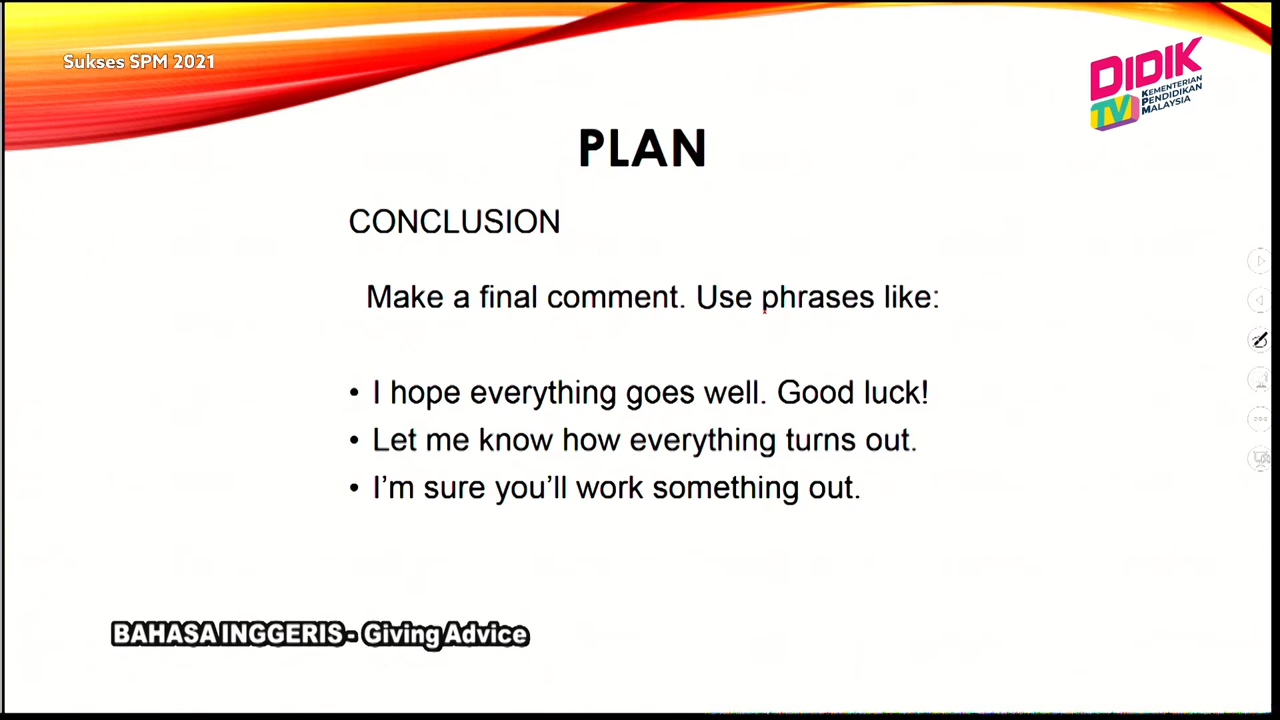 Sukses SPM 2021
DIDIK
TV
KEMENTERIAN
PENDIDIKAN
MALAYSIA
PLAN
CONCLUSION
Make a final comment. Use phrases like:
• I hope everything goes well. Good luck!
• Let me know how everything turns out.
• I'm sure you'll work something out.
BAHASA INGGERIS - Giving Advice